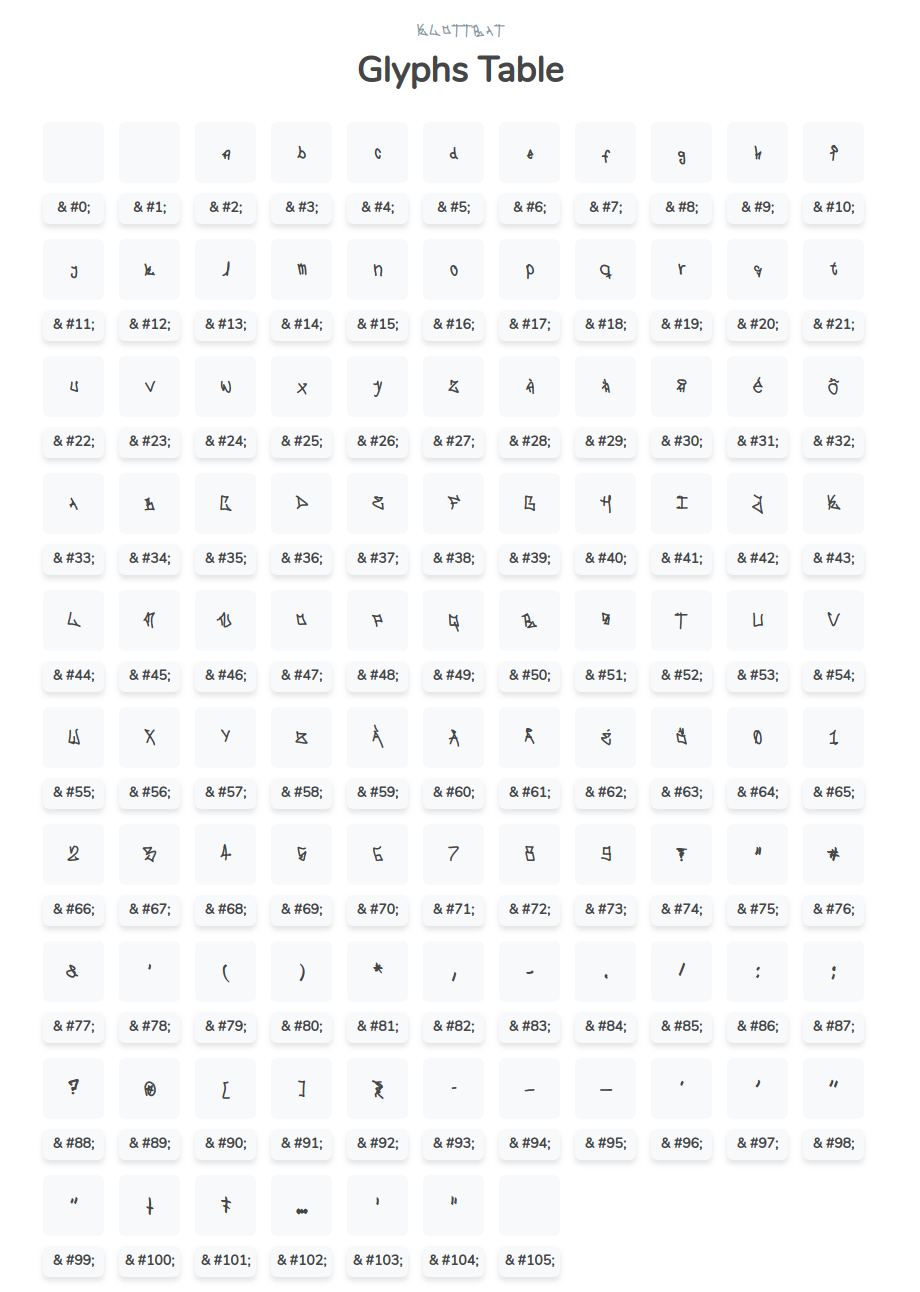 KLOTTRAT
Glyphs Table
a b c d e f g h i
& #0; & #1; & #2; & #3; & #4; & #5; & #6; & #7; & #8; & #9; & #10;
j k l m n o p q r s t
& #11; & #12; & #13; & #14; & #15; & #16; & #17; & #18; & #19; & #20; & #21;
u v w x y z à å ä é ö
& #22; & #23; & #24; & #25; & #26; & #27; & #28; & #29; & #30; & #31; & #32;
A B C D E F G H I J K
& #33; & #34; & #35; & #36; & #37; & #38; & #39; & #40; & #41; & #42; & #43;
L M N O P Q R S T U V
& #44; & #45; & #46; & #47; & #48; & #49; & #50; & #51; & #52; & #53; & #54;
W X Y Z À Å Ä É Ö 0 1
& #55; & #56; & #57; & #58; & #59; & #60; & #61; & #62; & #63; & #64; & #65;
2 3 4 5 6 7 8 9 ! " #
& #66; & #67; & #68; & #69; & #70; & #71; & #72; & #73; & #74; & #75; & #76;
& ' ( ) * , - . / : ;
& #77; & #78; & #79; & #80; & #81; & #82; & #83; & #84; & #85; & #86; & #87;
? @ [ ] - – — ‘ ’ “
& #88; & #89; & #90; & #91; & #92; & #93; & #94; & #95; & #96; & #97; & #98;
” † ‡ … ' "
& #99; & #100; & #101; & #102; & #103; & #104; & #105;